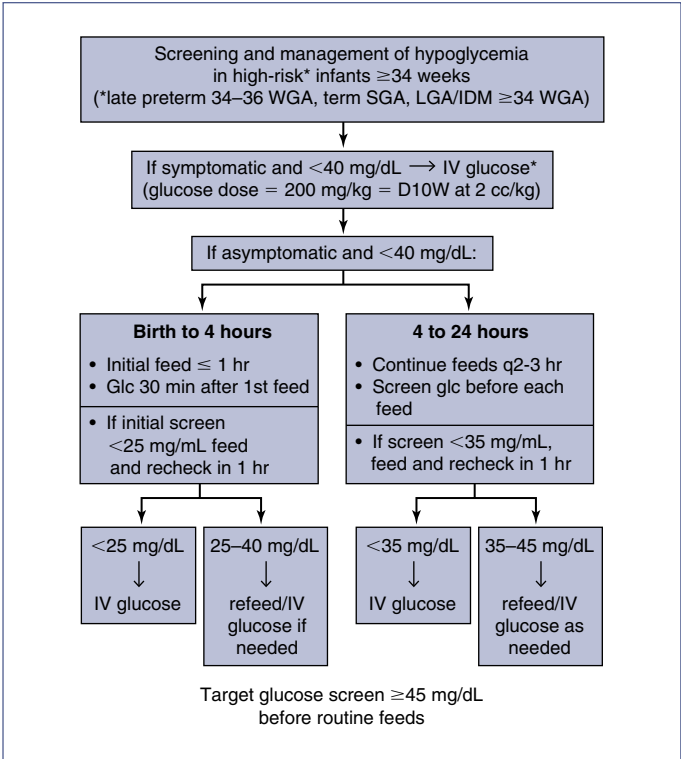 Screening and management of hypoglycemia
in high-risk* infants ≥34 weeks
(*late preterm 34–36 WGA, term SGA, LGA/IDM ≥34 WGA)
If symptomatic and <40 mg/dL → IV glucose*
(glucose dose = 200 mg/kg = D10W at 2 cc/kg)
If asymptomatic and <40 mg/dL:
Birth to 4 hours
• Initial feed ≤ 1 hr
• Glc 30 min after 1st feed
• If initial screen
<25 mg/mL feed
and recheck in 1 hr
4 to 24 hours
• Continue feeds q2-3 hr
• Screen glc before each
feed
• If screen <35 mg/mL,
feed and recheck in 1 hr
<25 mg/dL
↓
IV glucose
25–40 mg/dL
↓
refeed/IV
glucose if
needed
<35 mg/dL
↓
IV glucose
35–45 mg/dL
↓
refeed/IV
glucose as
needed
Target glucose screen ≥45 mg/dL
before routine feeds